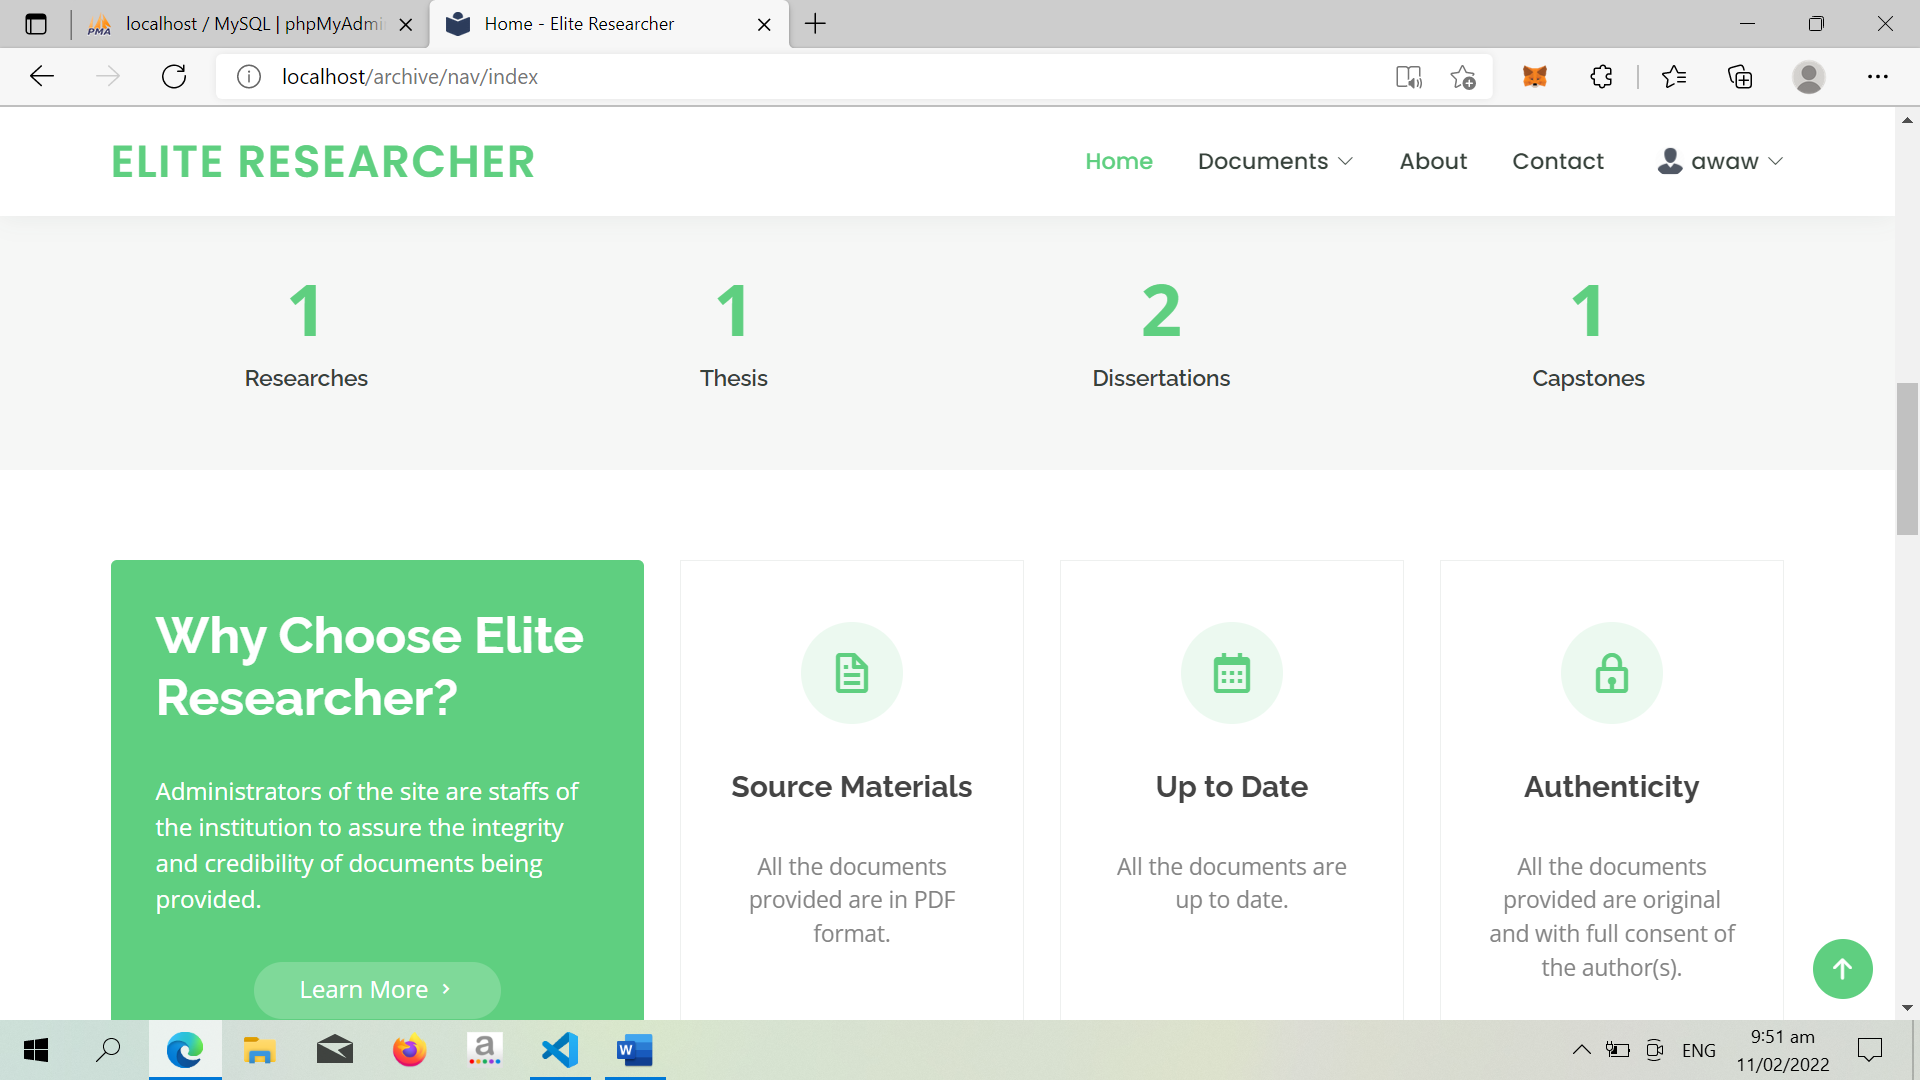 PMA localhost / MySQL | phpMyAdmi
Home - Elite Researcher
localhost/archive/nav/index
ELITE RESEARCHER
Home Documents About Contact awaw
1 1 2 1
Researches Thesis Dissertations Capstones
Why Choose Elite
Researcher?
Administrators of the site are staffs of
the institution to assure the integrity
and credibility of documents being
provided.
Learn More
Source Materials
All the documents
provided are in PDF
format.
Up to Date
All the documents are
up to date.
Authenticity
All the documents
provided are original
and with full consent of
the author(s).
a
W
ENG
9:51 am
11/02/2022